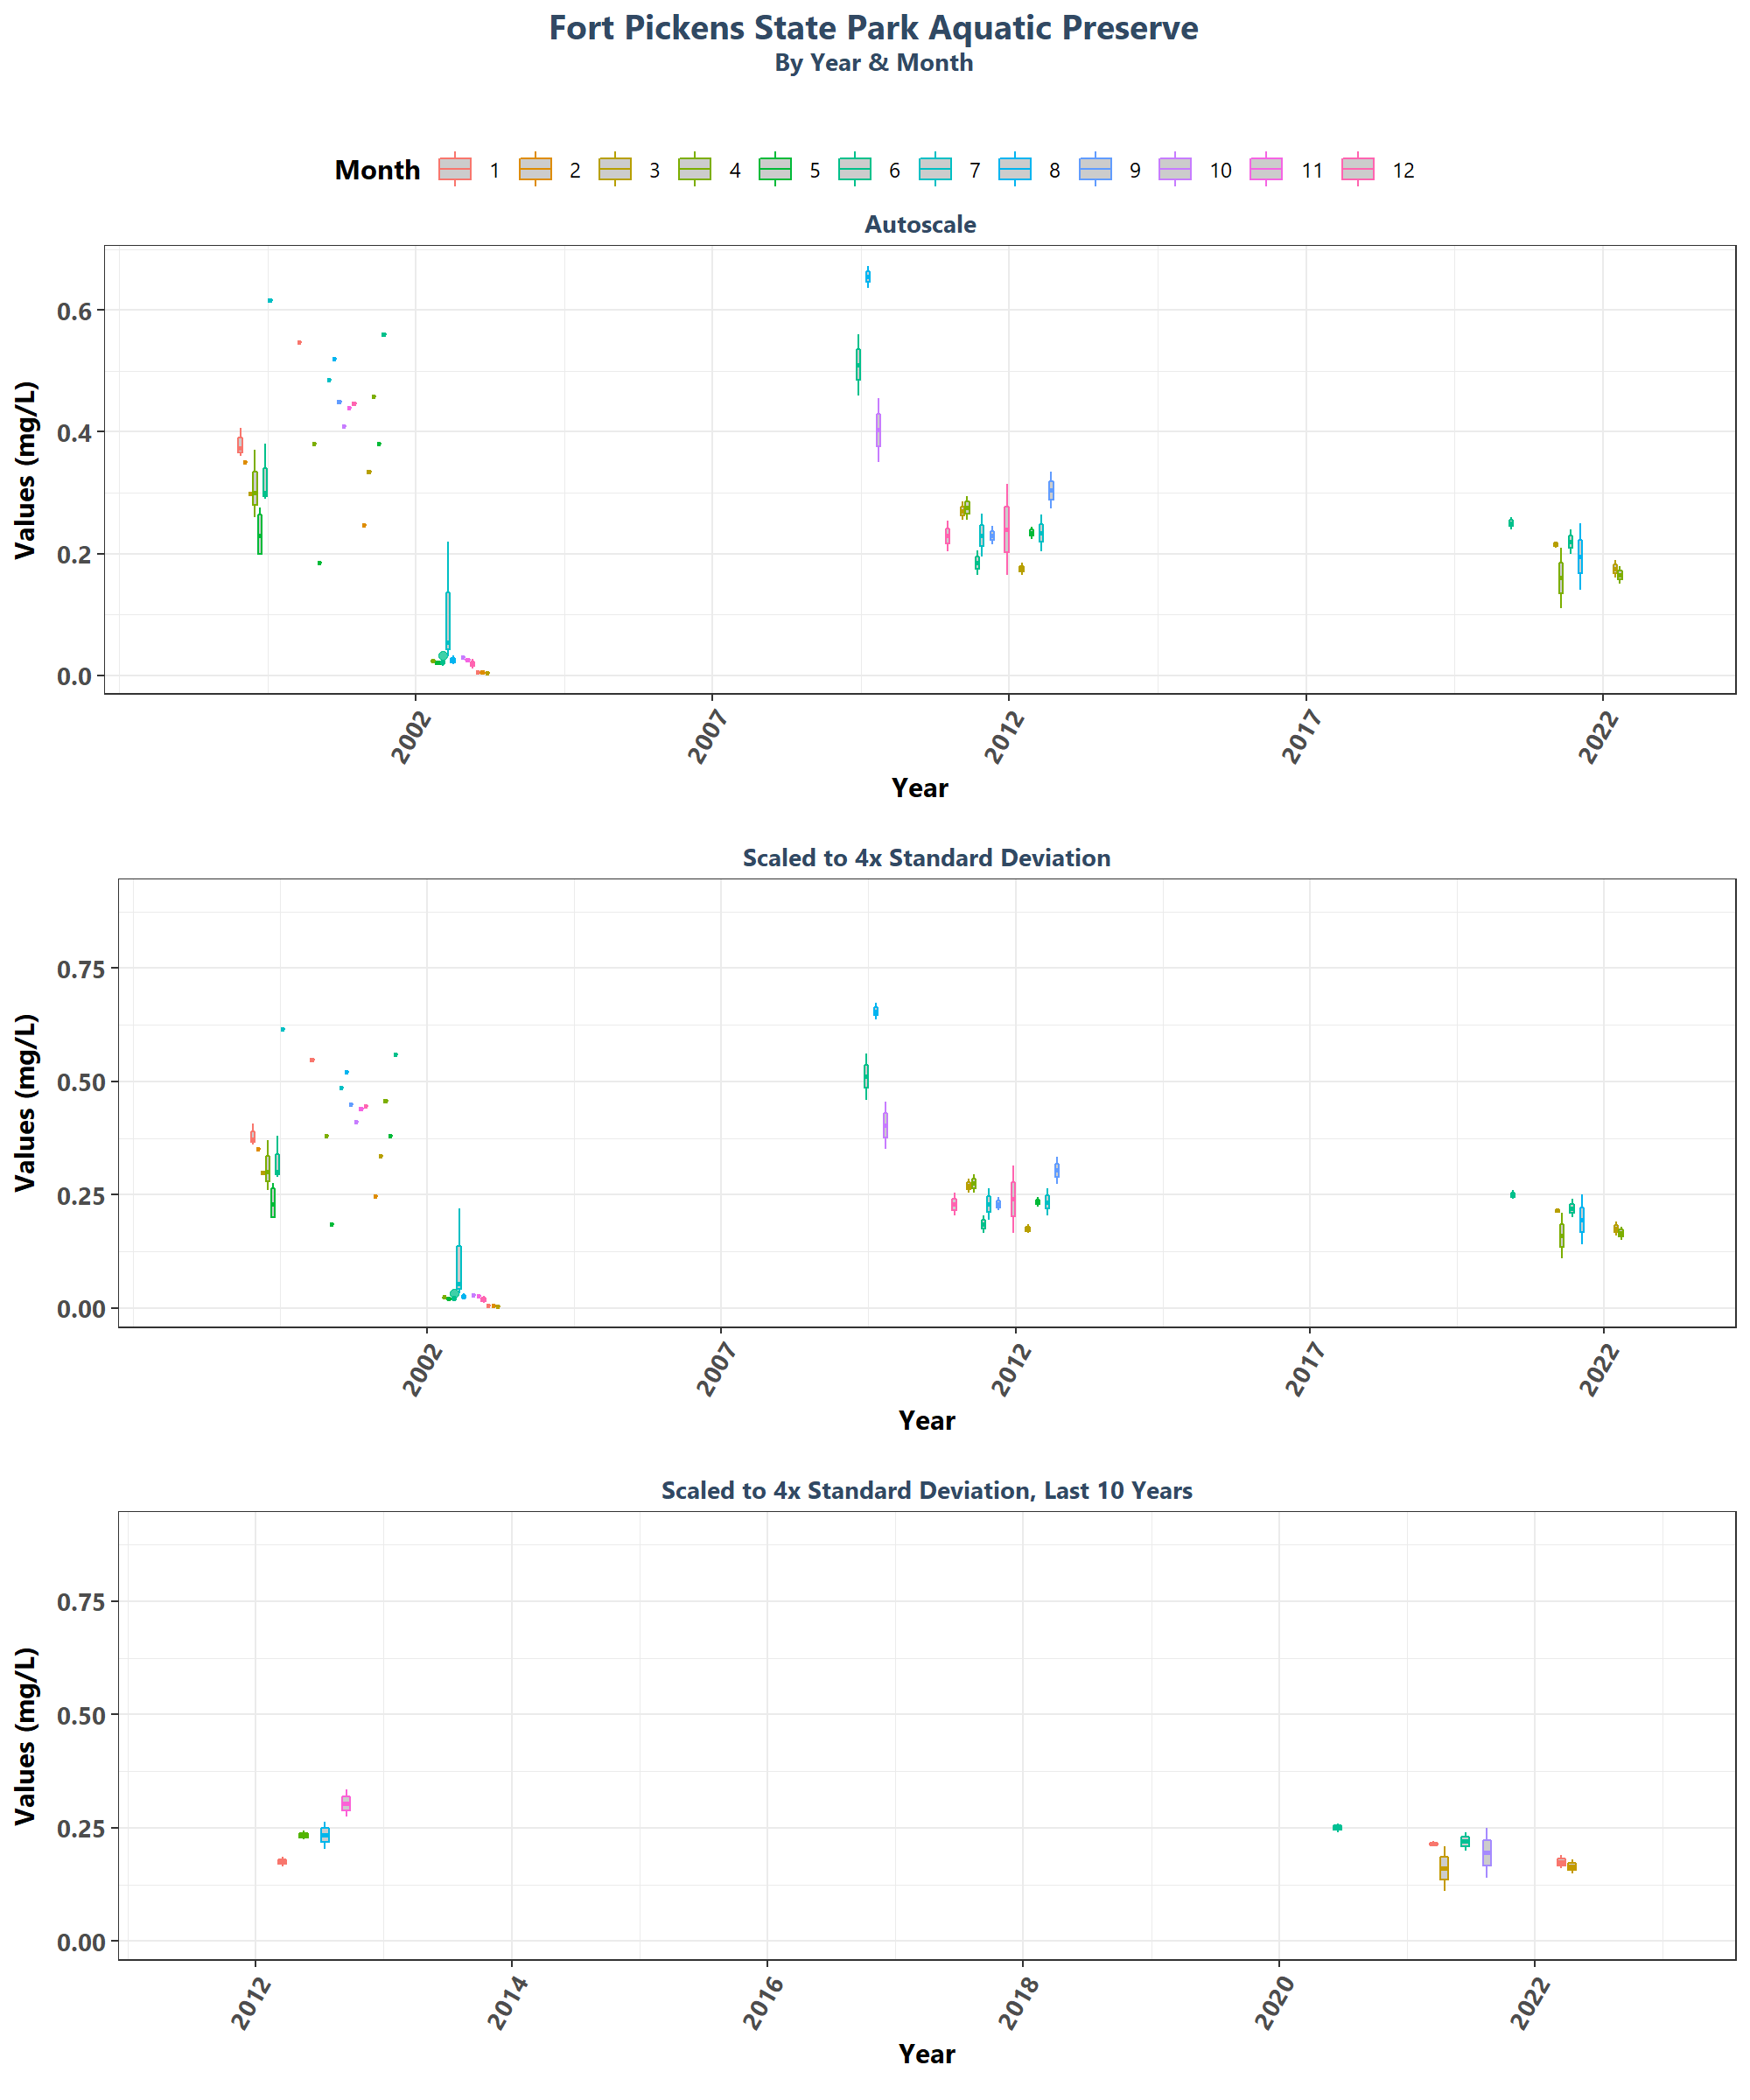 Fort Pickens State Park Aquatic Preserve
By Year & Month
Month 1 2 3 4 5 6 7 8 9 10 11 12
Autoscale
Values (mg/L)
0.6
0.4
0.2
0.0
2002 2007 2012 2017 2022
Year
Scaled to 4x Standard Deviation
Values (mg/L)
0.75
0.50
0.25
0.00
2002 2007 2012 2017 2022
Year
Scaled to 4x Standard Deviation, Last 10 Years
Values (mg/L)
0.75
0.50
0.25
0.00
2012 2014 2016 2018 2020 2022
Year